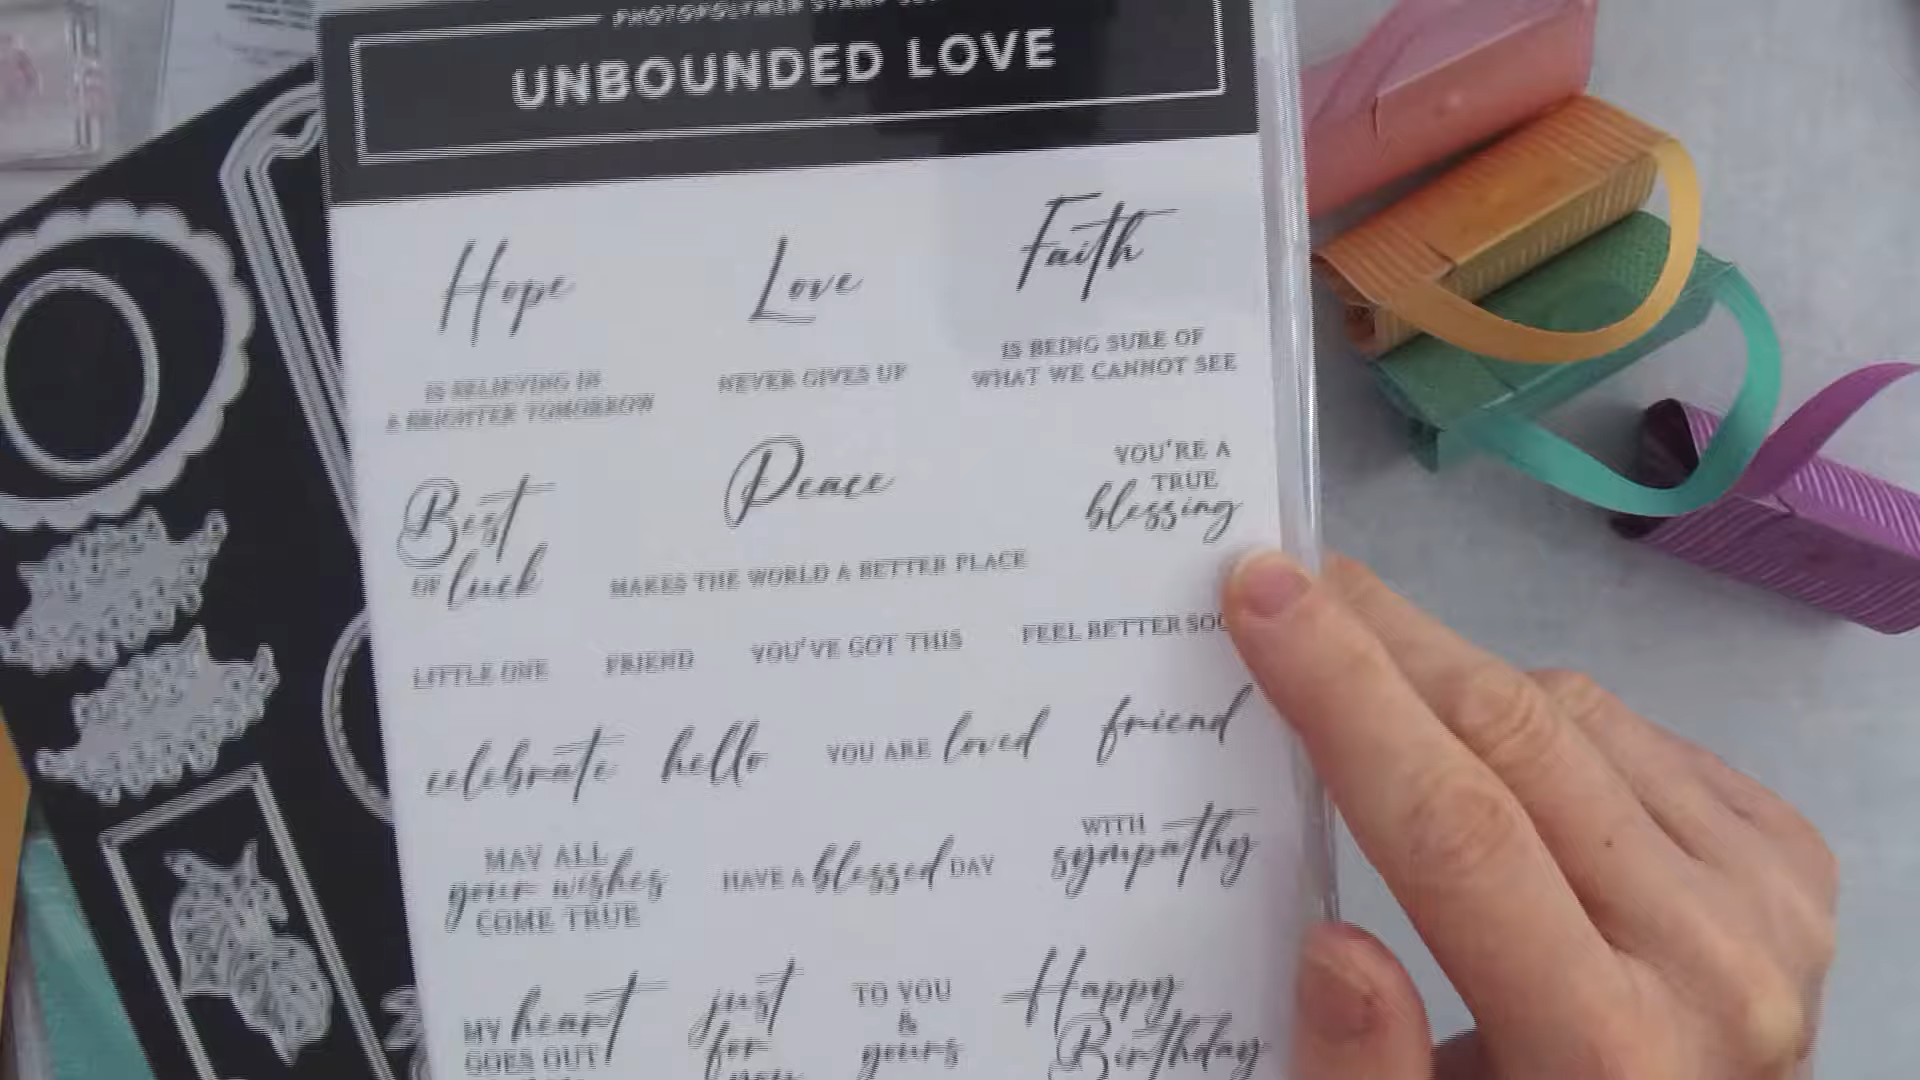 PHOTOPOLYMER STAMP SET
UNBOUNDED LOVE
Hope
IS BELIEVING IN
A BRIGHTER TOMORROW
Love
NEVER GIVES UP
Faith
IS BEING SURE OF
WHAT WE CANNOT SEE
Best
OF luck
Peace
MAKES THE WORLD A BETTER PLACE
YOU'RE A
TRUE
blessing
LITTLE ONE
FRIEND
YOU'VE GOT THIS
FEEL BETTER
celebrate
hello
YOU ARE loved
friend
MAY ALL
your wishes
COME TRUE
HAVE A blessed DAY
WITH
sympathy
MY heart
GOES OUT
just
for
TO YOU
&
yours
Happy
Birthday